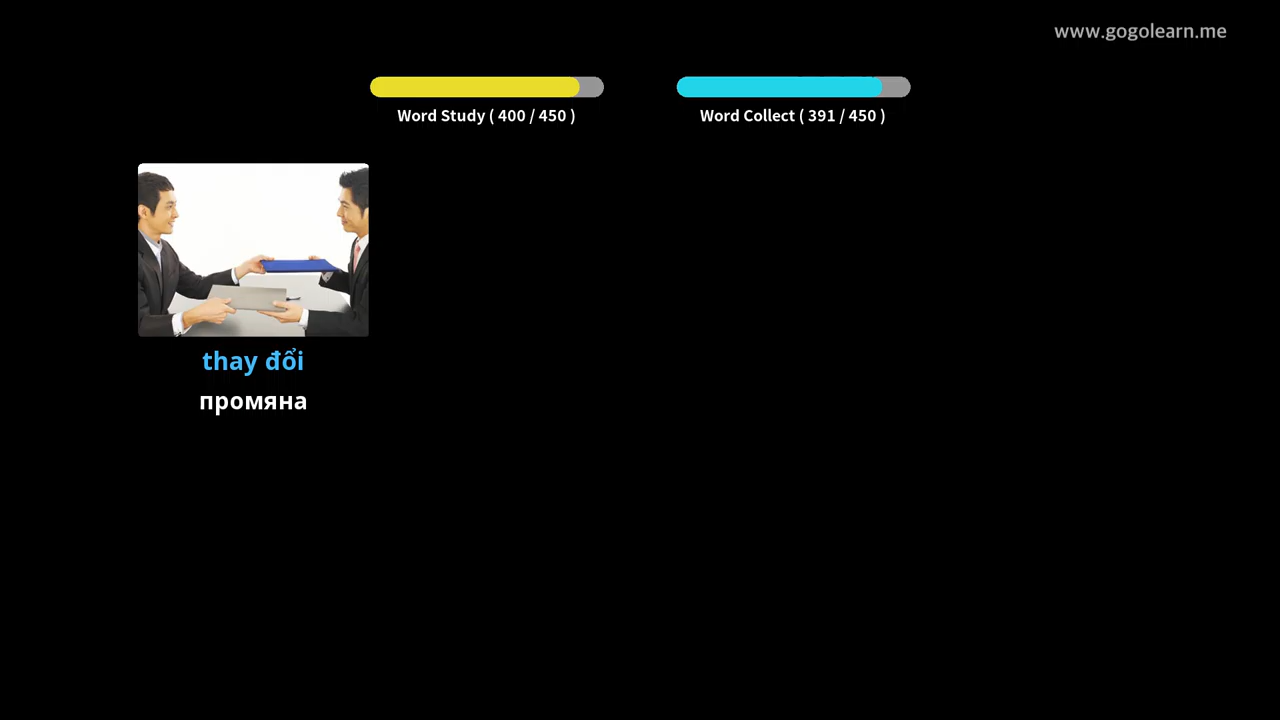 www.gogolearn.me
Word Study ( 400 / 450 )
Word Collect ( 391 / 450 )
thay đổi
промяна